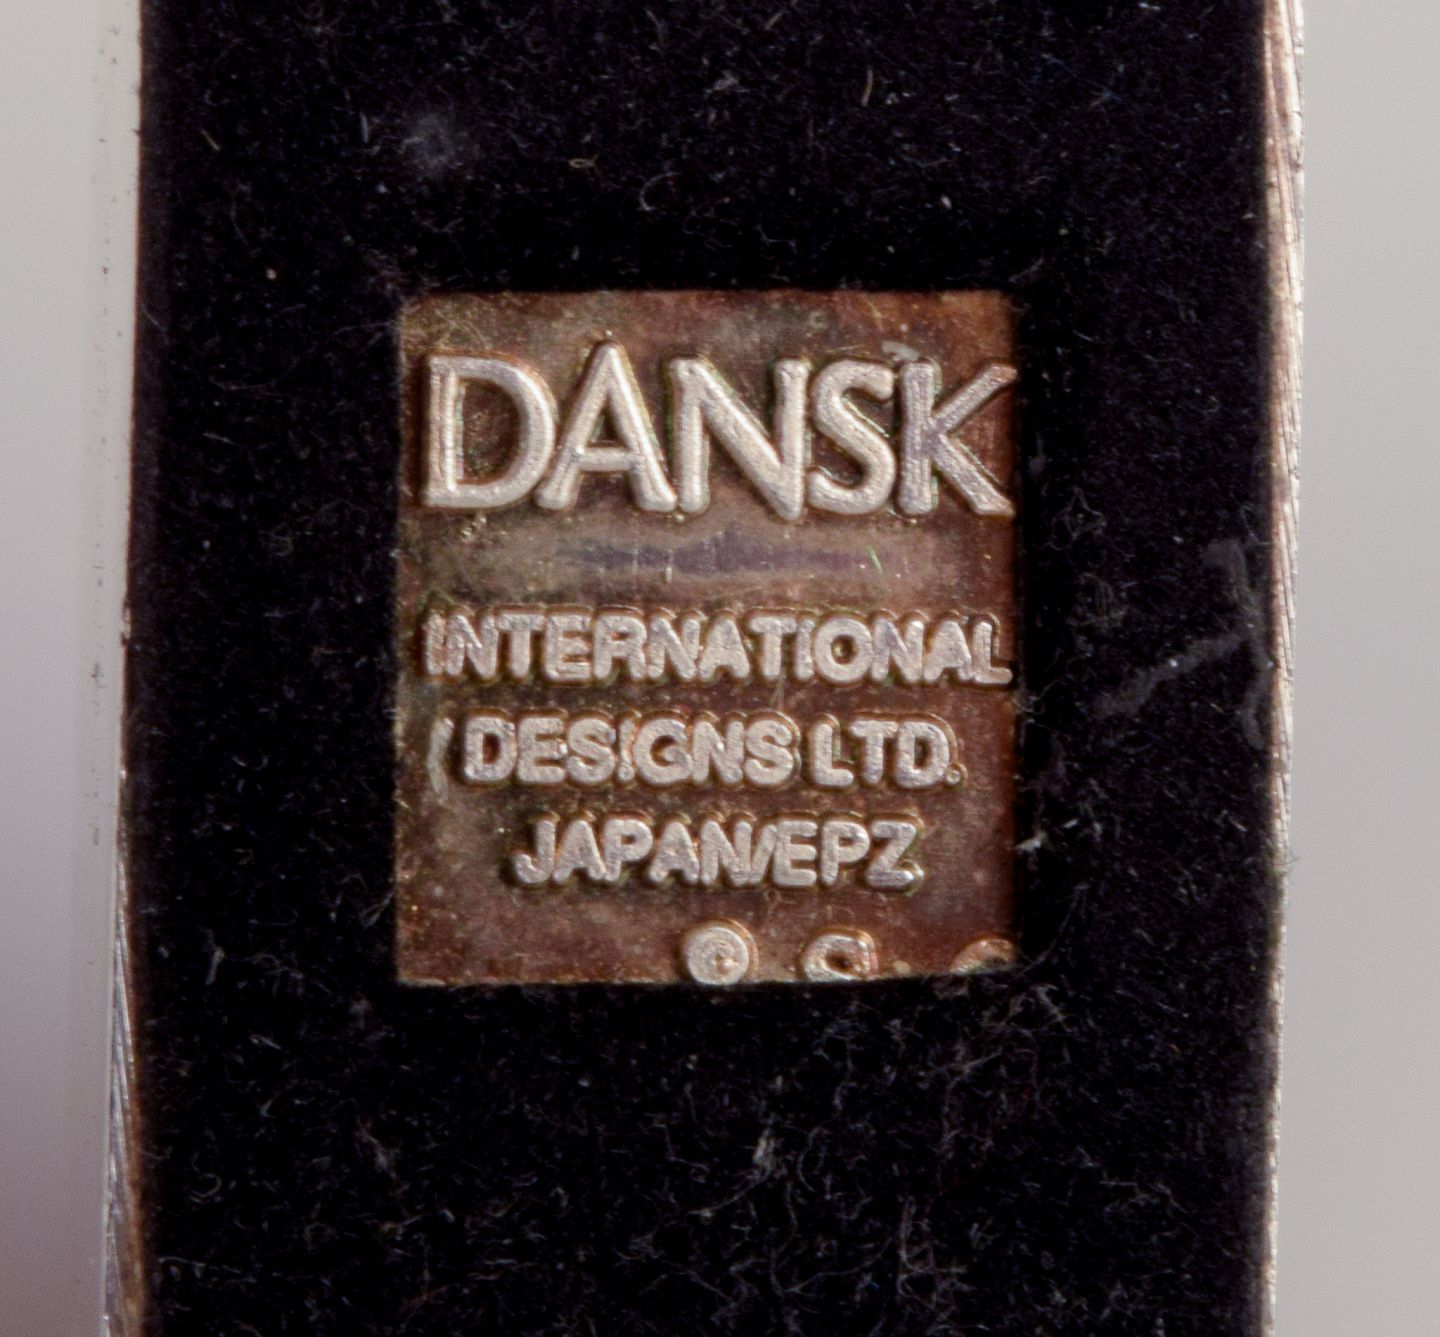 DANSK
INTERNATIONAL
DESIGNS LTD.
JAPAN/EPZ